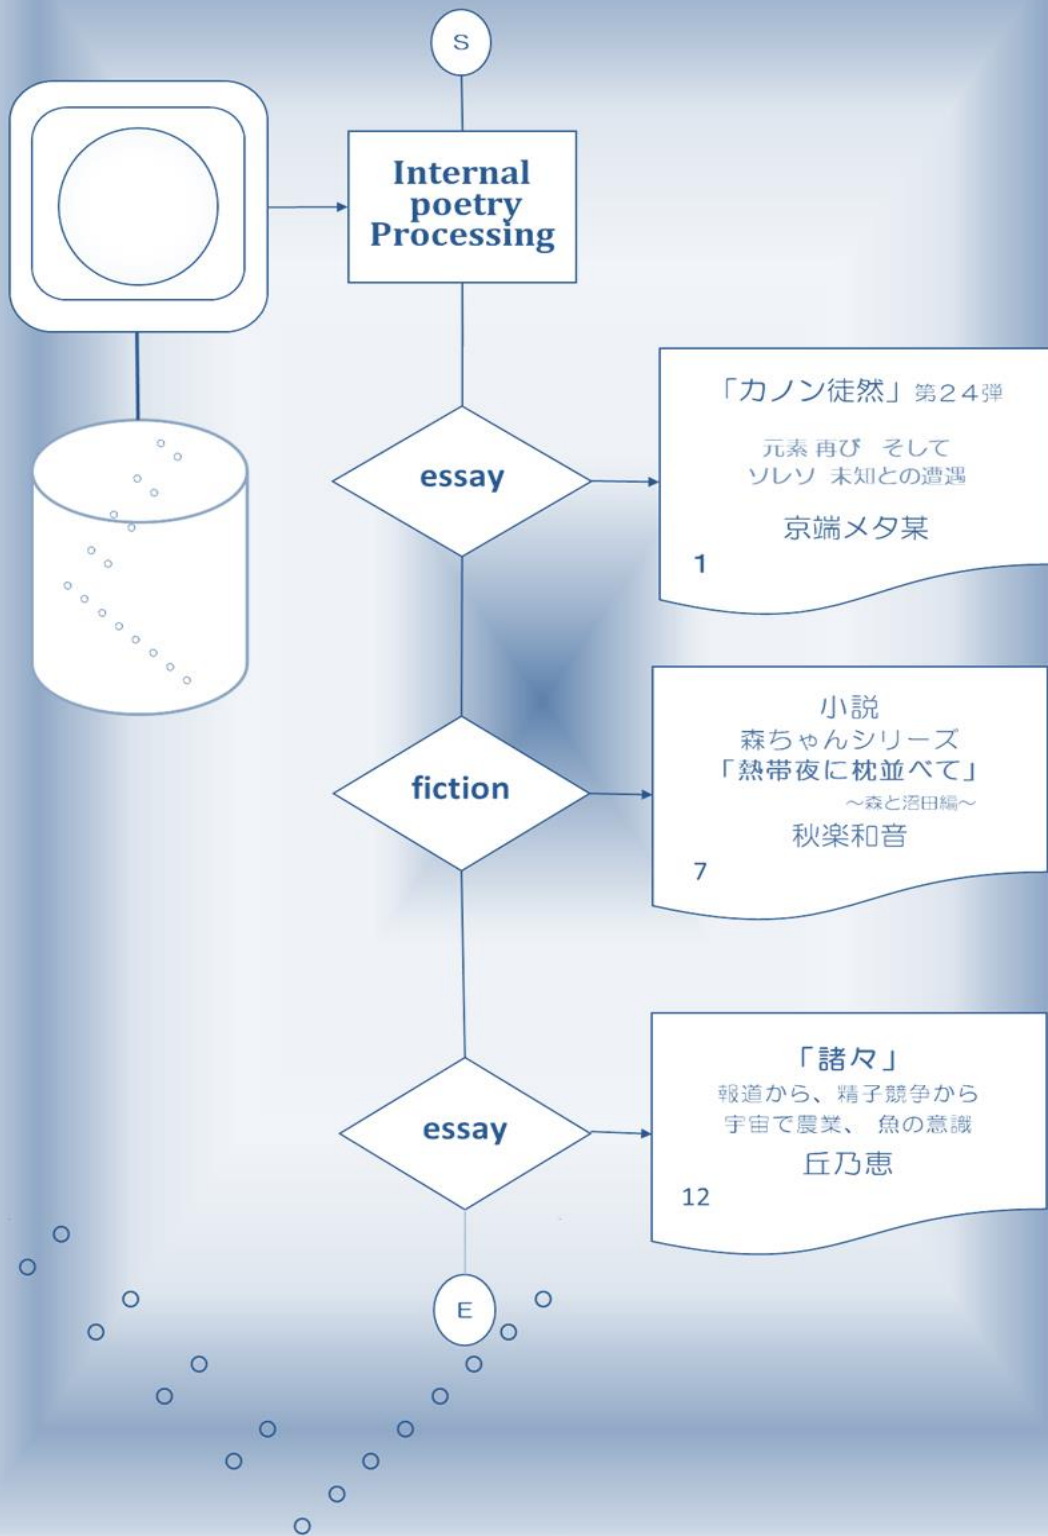 S
Internal
poetry
Processing
essay
「カノン徒然」第24弾
元素 再び そして
ソレソ 未知との遭遇
京端メタ某
1
fiction
小説
森ちゃんシリーズ
「熱帯夜に枕並べて」
～森と沼田編～
秋楽和音
7
essay
「諸々」
報道から、精子競争から
宇宙で農業、 魚の意識
丘乃恵
12
E